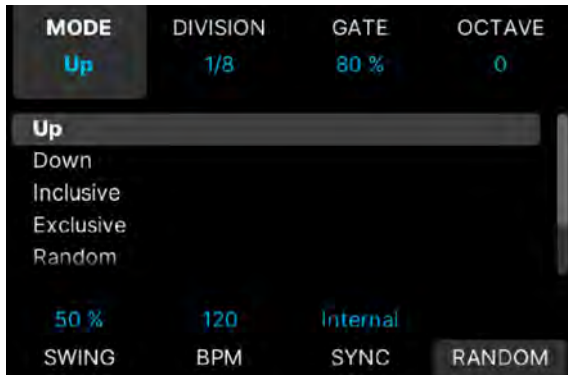 MODE DIVISION GATE OCTAVE
Up 1/8 80 % 0
Up
Down
Inclusive
Exclusive
Random
50 % 120 Internal
SWING BPM SYNC RANDOM